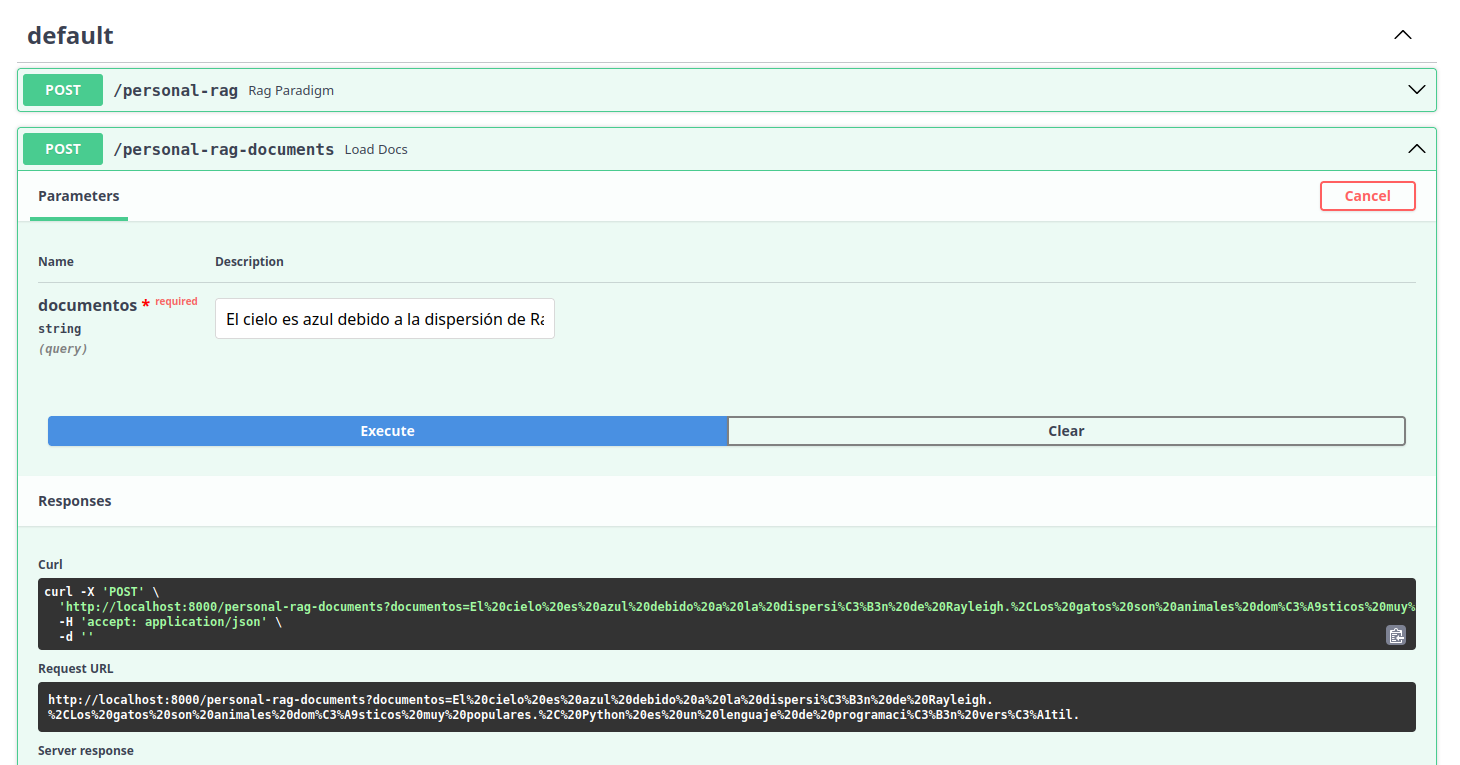 default
POST /personal-rag Rag Paradigm
POST /personal-rag-documents Load Docs
Parameters Cancel
Name Description
documentos * required
string
(query)
El cielo es azul debido a la dispersión de Ra
Execute Clear
Responses
Curl
curl -X 'POST' \
'http://localhost:8000/personal-rag-documents?documentos=El%20cielo%20es%20azul%20debido%20a%20la%20dispersi%C3%B3n%20de%20Rayleigh.%2CLos%20gatos%20son%20animales%20dom%C3%A9sticos%20muy%
-H 'accept: application/json' \
-d ''
Request URL
http://localhost:8000/personal-rag-documents?documentos=El%20cielo%20es%20azul%20debido%20a%20la%20dispersi%C3%B3n%20de%20Rayleigh.
%2CLos%20gatos%20son%20animales%20dom%C3%A9sticos%20muy%20populares.%2C%20Python%20es%20un%20lenguaje%20de%20programaci%C3%B3n%20vers%C3%A1til.
Server response